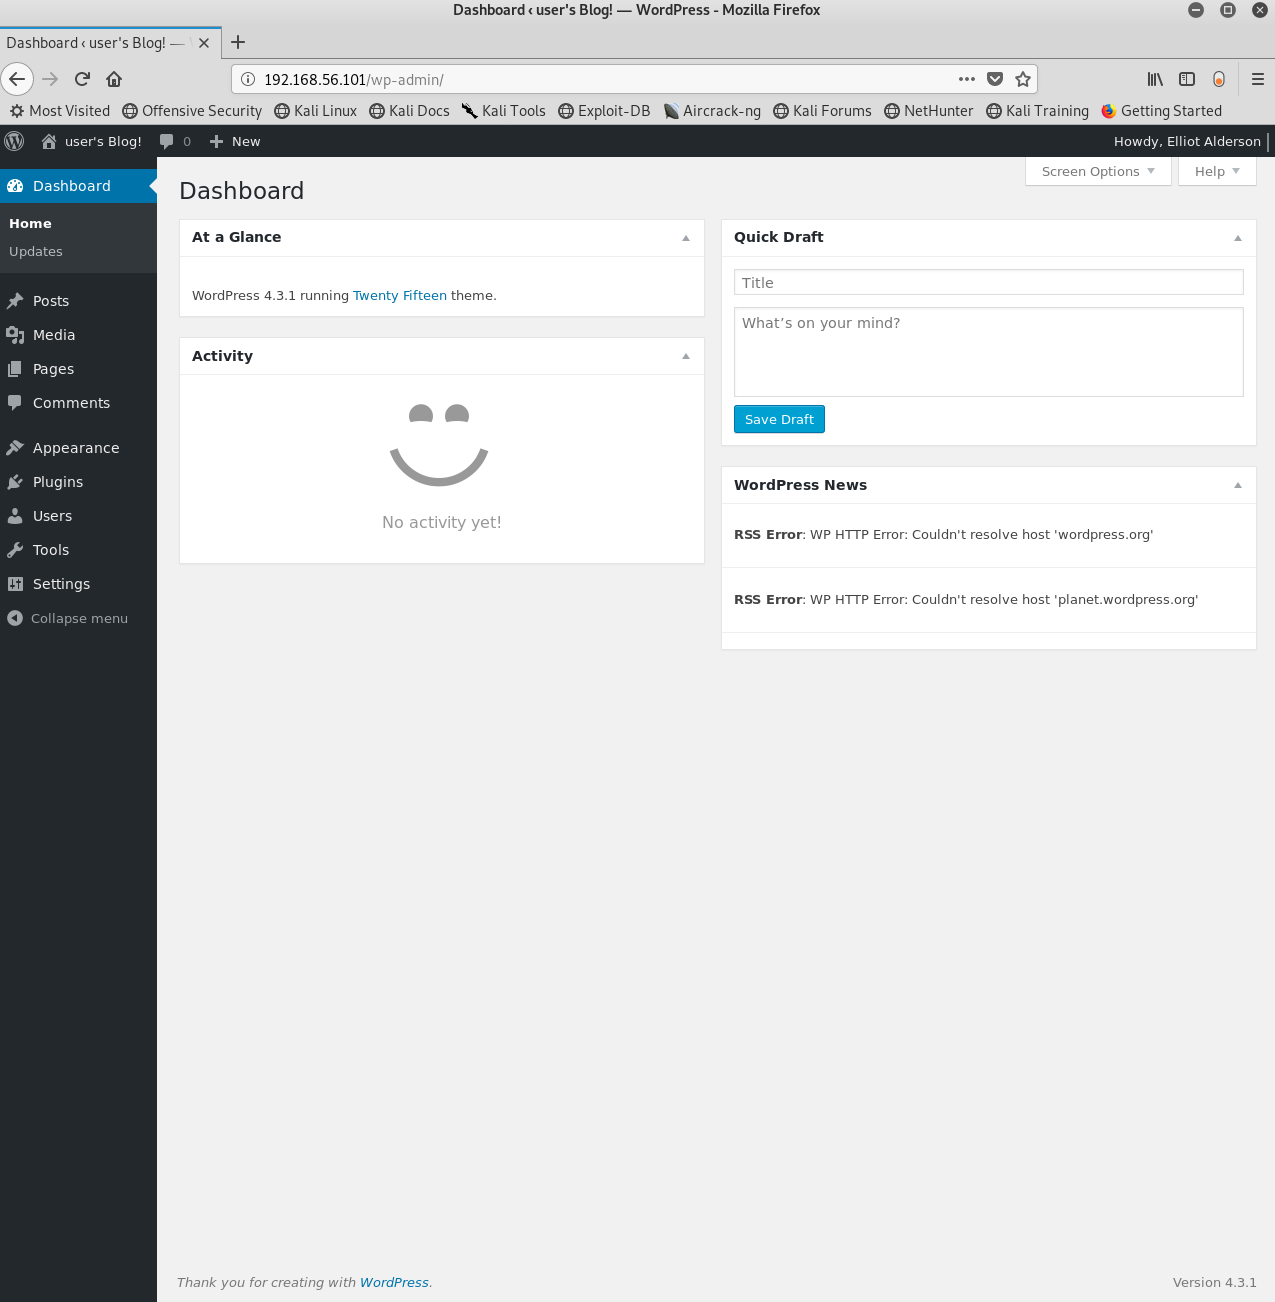 Dashboard ‹ user's Blog! — WordPress - Mozilla Firefox
Dashboard ‹ user's Blog! —
192.168.56.101/wp-admin/
Most Visited Offensive Security Kali Linux Kali Docs Kali Tools Exploit-DB Aircrack-ng Kali Forums NetHunter Kali Training Getting Started
user's Blog! 0 New Howdy, Elliot Alderson
Dashboard
Home
Updates
Posts
Media
Pages
Comments
Appearance
Plugins
Users
Tools
Settings
Collapse menu
Screen Options Help
Dashboard
At a Glance
WordPress 4.3.1 running Twenty Fifteen theme.
Activity
No activity yet!
Quick Draft
Title
What’s on your mind?
Save Draft
WordPress News
RSS Error: WP HTTP Error: Couldn't resolve host 'wordpress.org'
RSS Error: WP HTTP Error: Couldn't resolve host 'planet.wordpress.org'
Thank you for creating with WordPress. Version 4.3.1